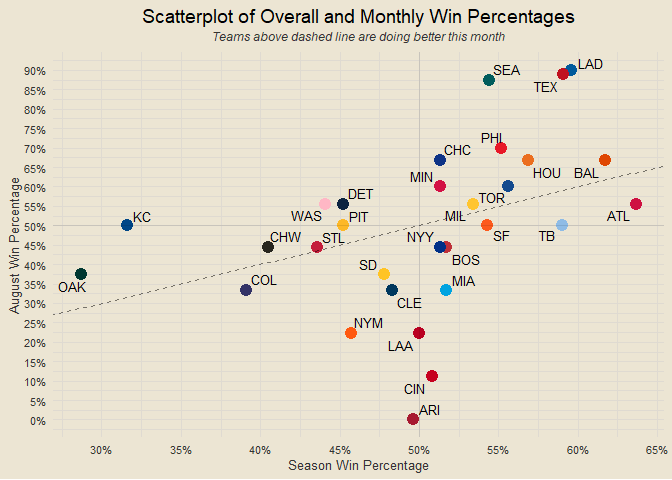 Scatterplot of Overall and Monthly Win Percentages
Teams above dashed line are doing better this month
August Win Percentage
90%
85%
80%
75%
70%
65%
60%
55%
50%
45%
40%
35%
30%
25%
20%
15%
10%
5%
0%
LAD
SEA
TEX
PHI
CHC
HOU
BAL
MIN
DET
TOR
WAS
PIT
MIL
ATL
KC
CHW
STL
NYY
SF
TB
BOS
SD
OAK
COL
MIA
CLE
NYM
LAA
CIN
ARI
30%
35%
40%
45%
50%
55%
60%
65%
Season Win Percentage